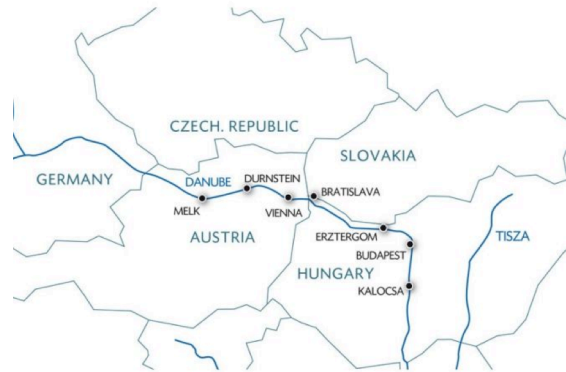 CZECH. REPUBLIC
SLOVAKIA
GERMANY
DANUBE
DURNSTEIN
BRATISLAVA
MELK
VIENNA
AUSTRIA
ERZTERGOM
TISZA
BUDAPEST
HUNGARY
KALOCSA